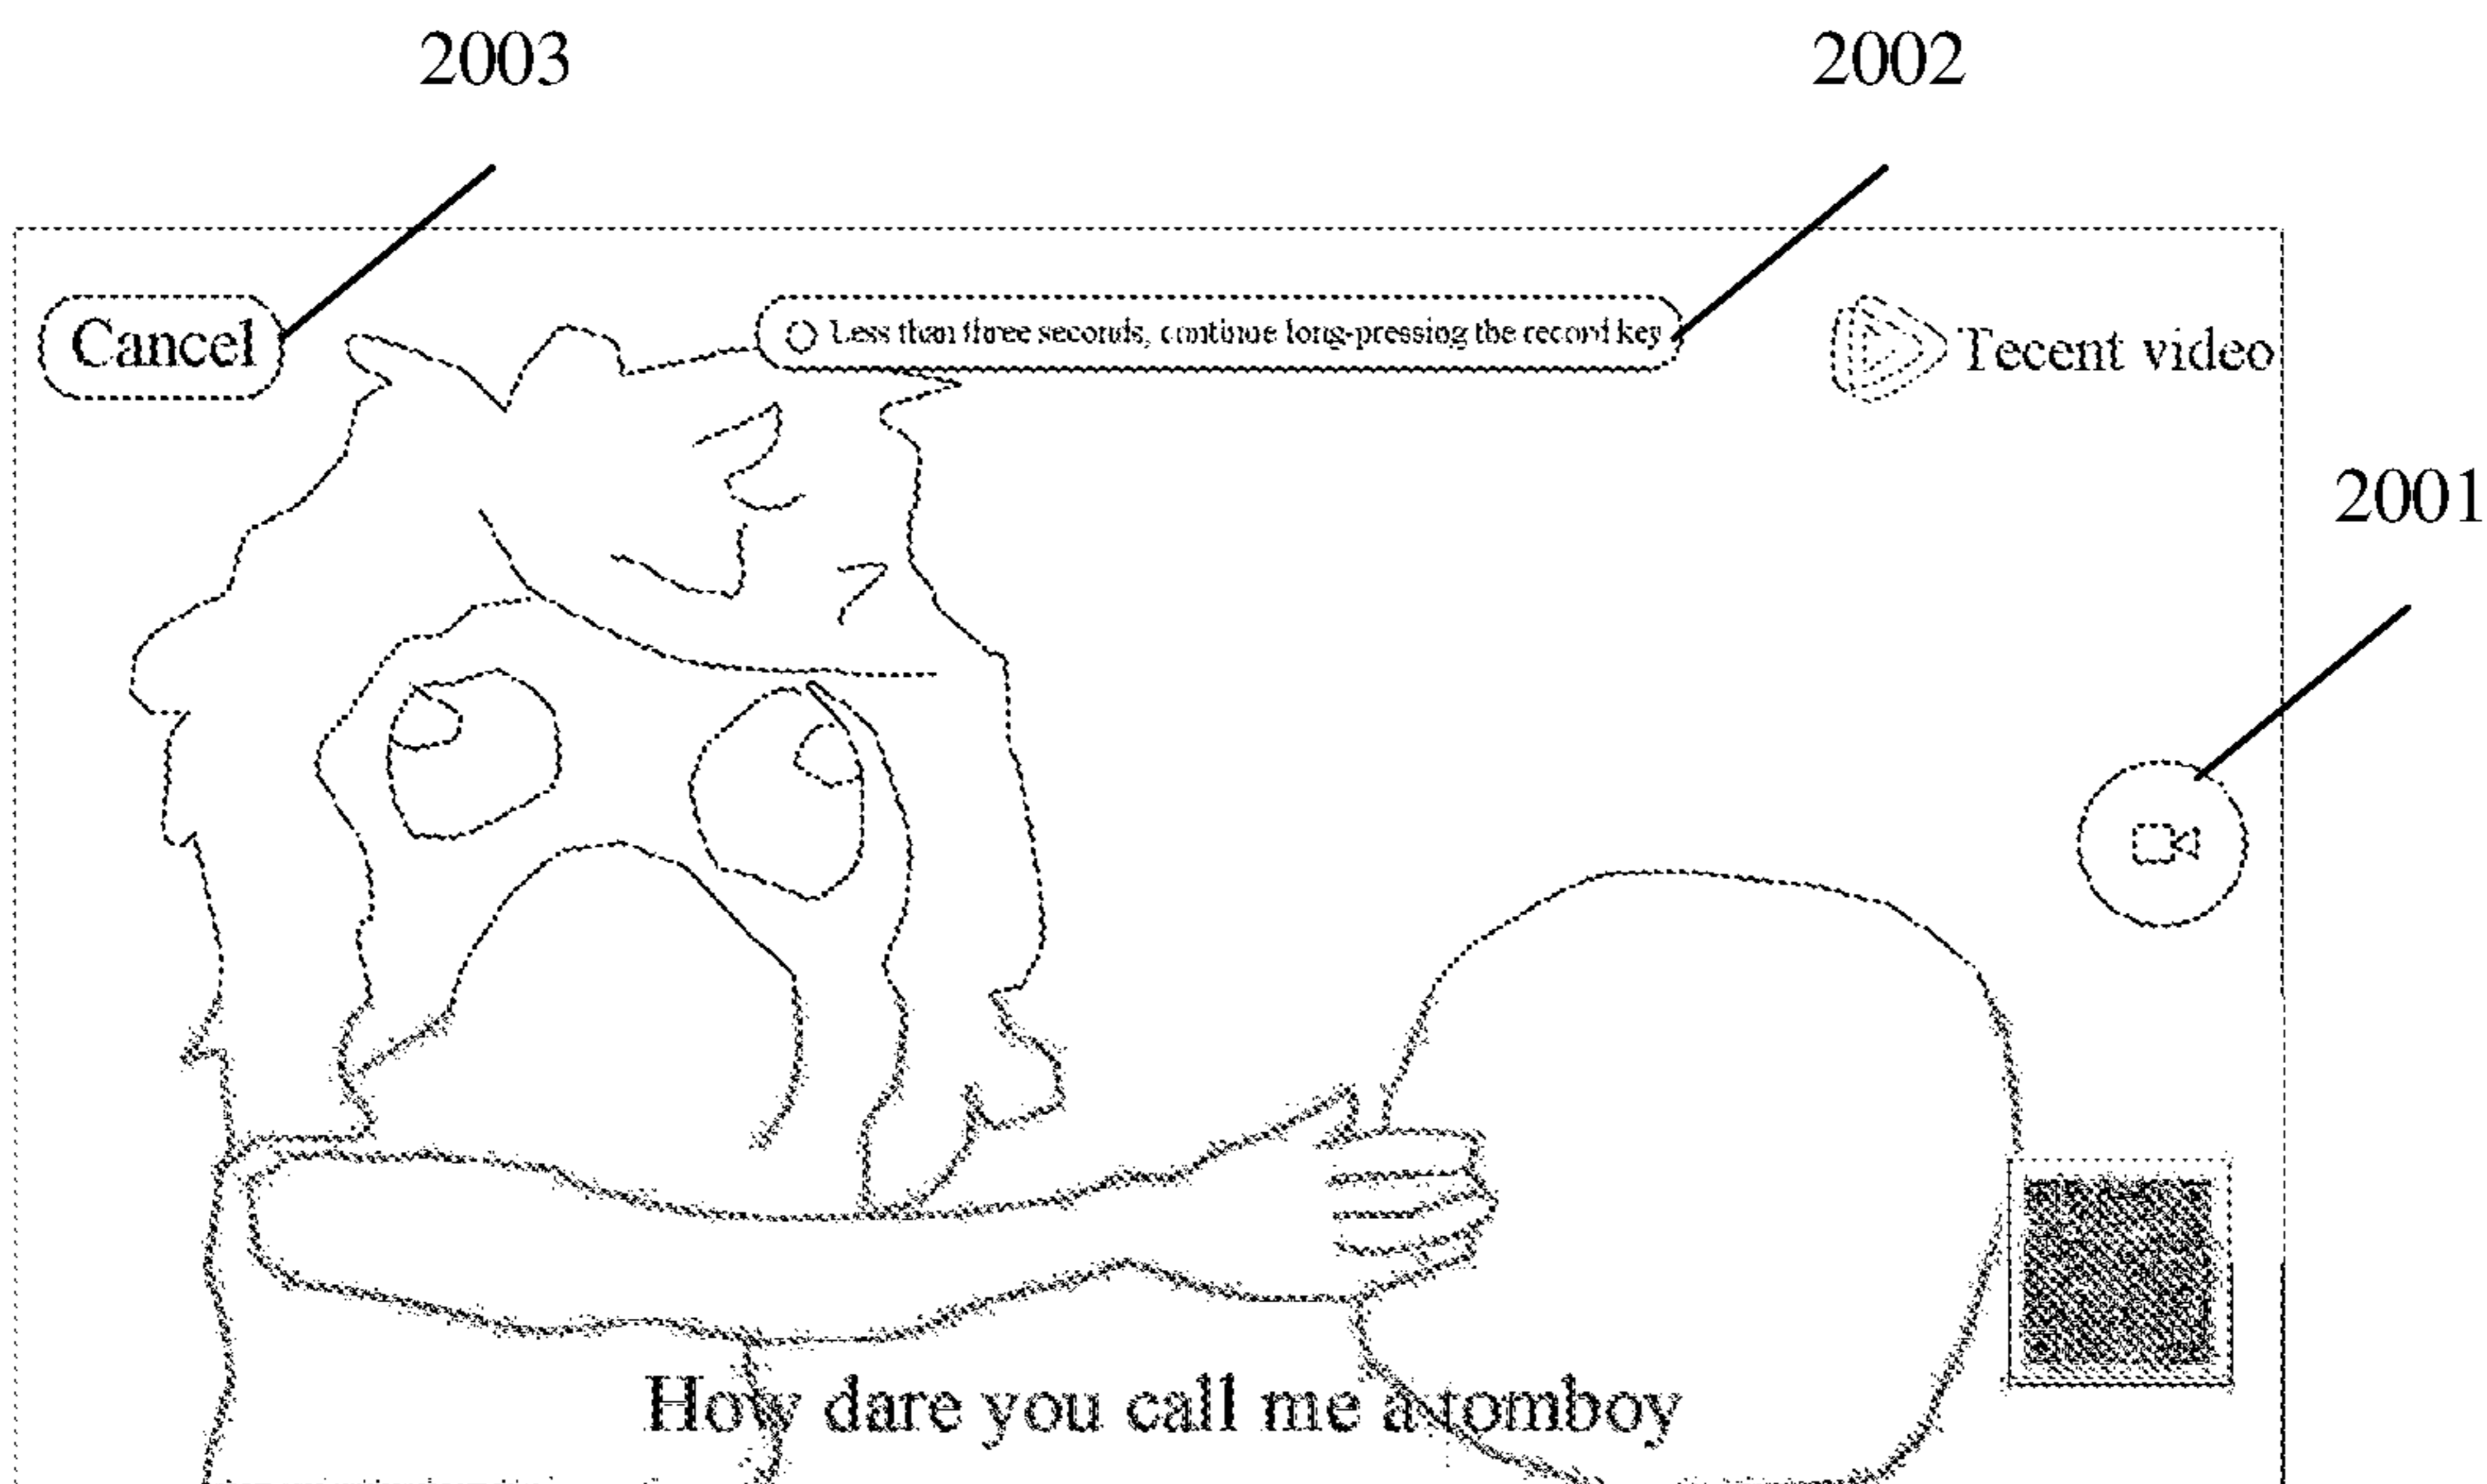 2003
2002
Cancel
Less than three seconds, continue long-pressing the record key
Tecent video
2001
How dare you call me a tomboy